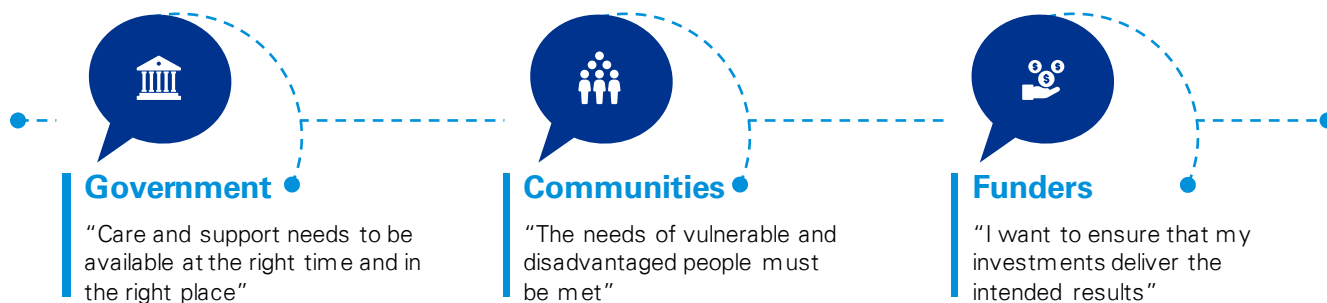 Government
“Care and support needs to be
available at the right time and in
the right place”
Communities
“The needs of vulnerable and
disadvantaged people must
be met”
Funders
“I want to ensure that my
investments deliver the
intended results”